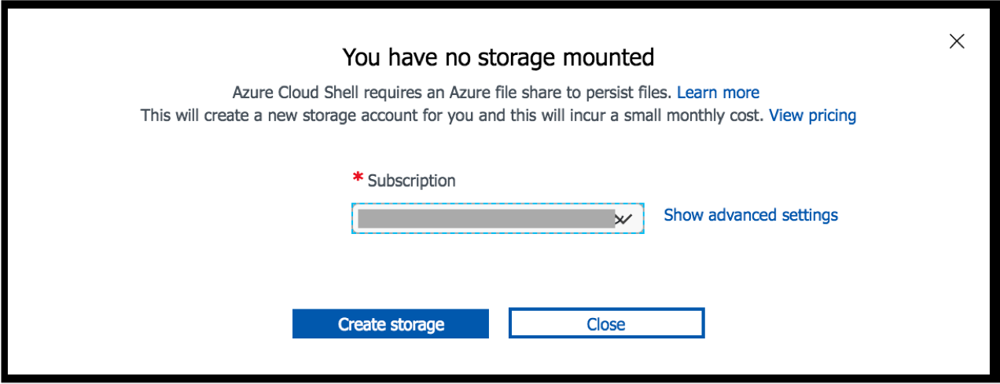 You have no storage mounted
Azure Cloud Shell requires an Azure file share to persist files. Learn more
This will create a new storage account for you and this will incur a small monthly cost. View pricing
* Subscription
Show advanced settings
Create storage
Close